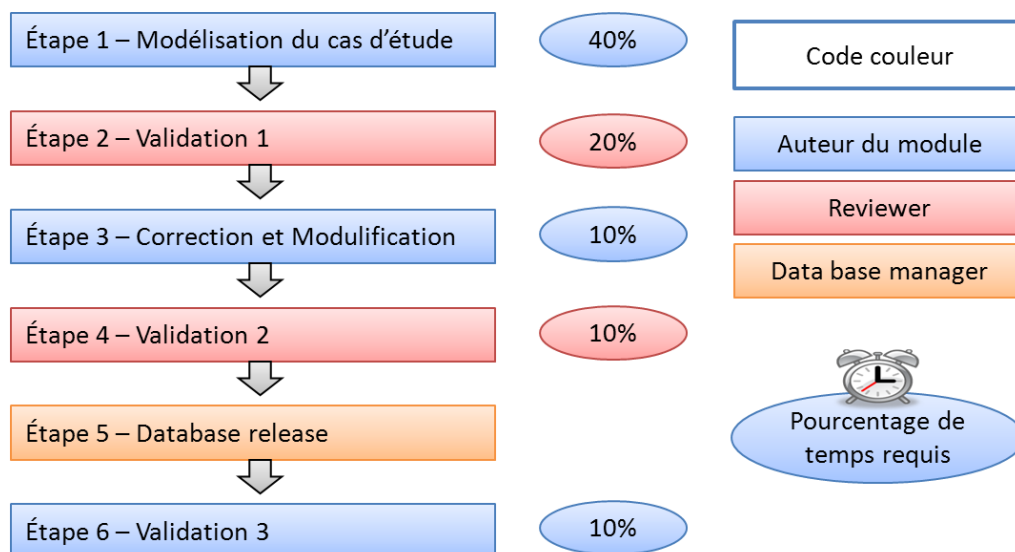 Étape 1 – Modélisation du cas d'étude
40%
Étape 2 – Validation 1
20%
Étape 3 – Correction et Modulification
10%
Étape 4 – Validation 2
10%
Étape 5 – Database release
Étape 6 – Validation 3
10%
Code couleur
Auteur du module
Reviewer
Data base manager
Pourcentage de
temps requis